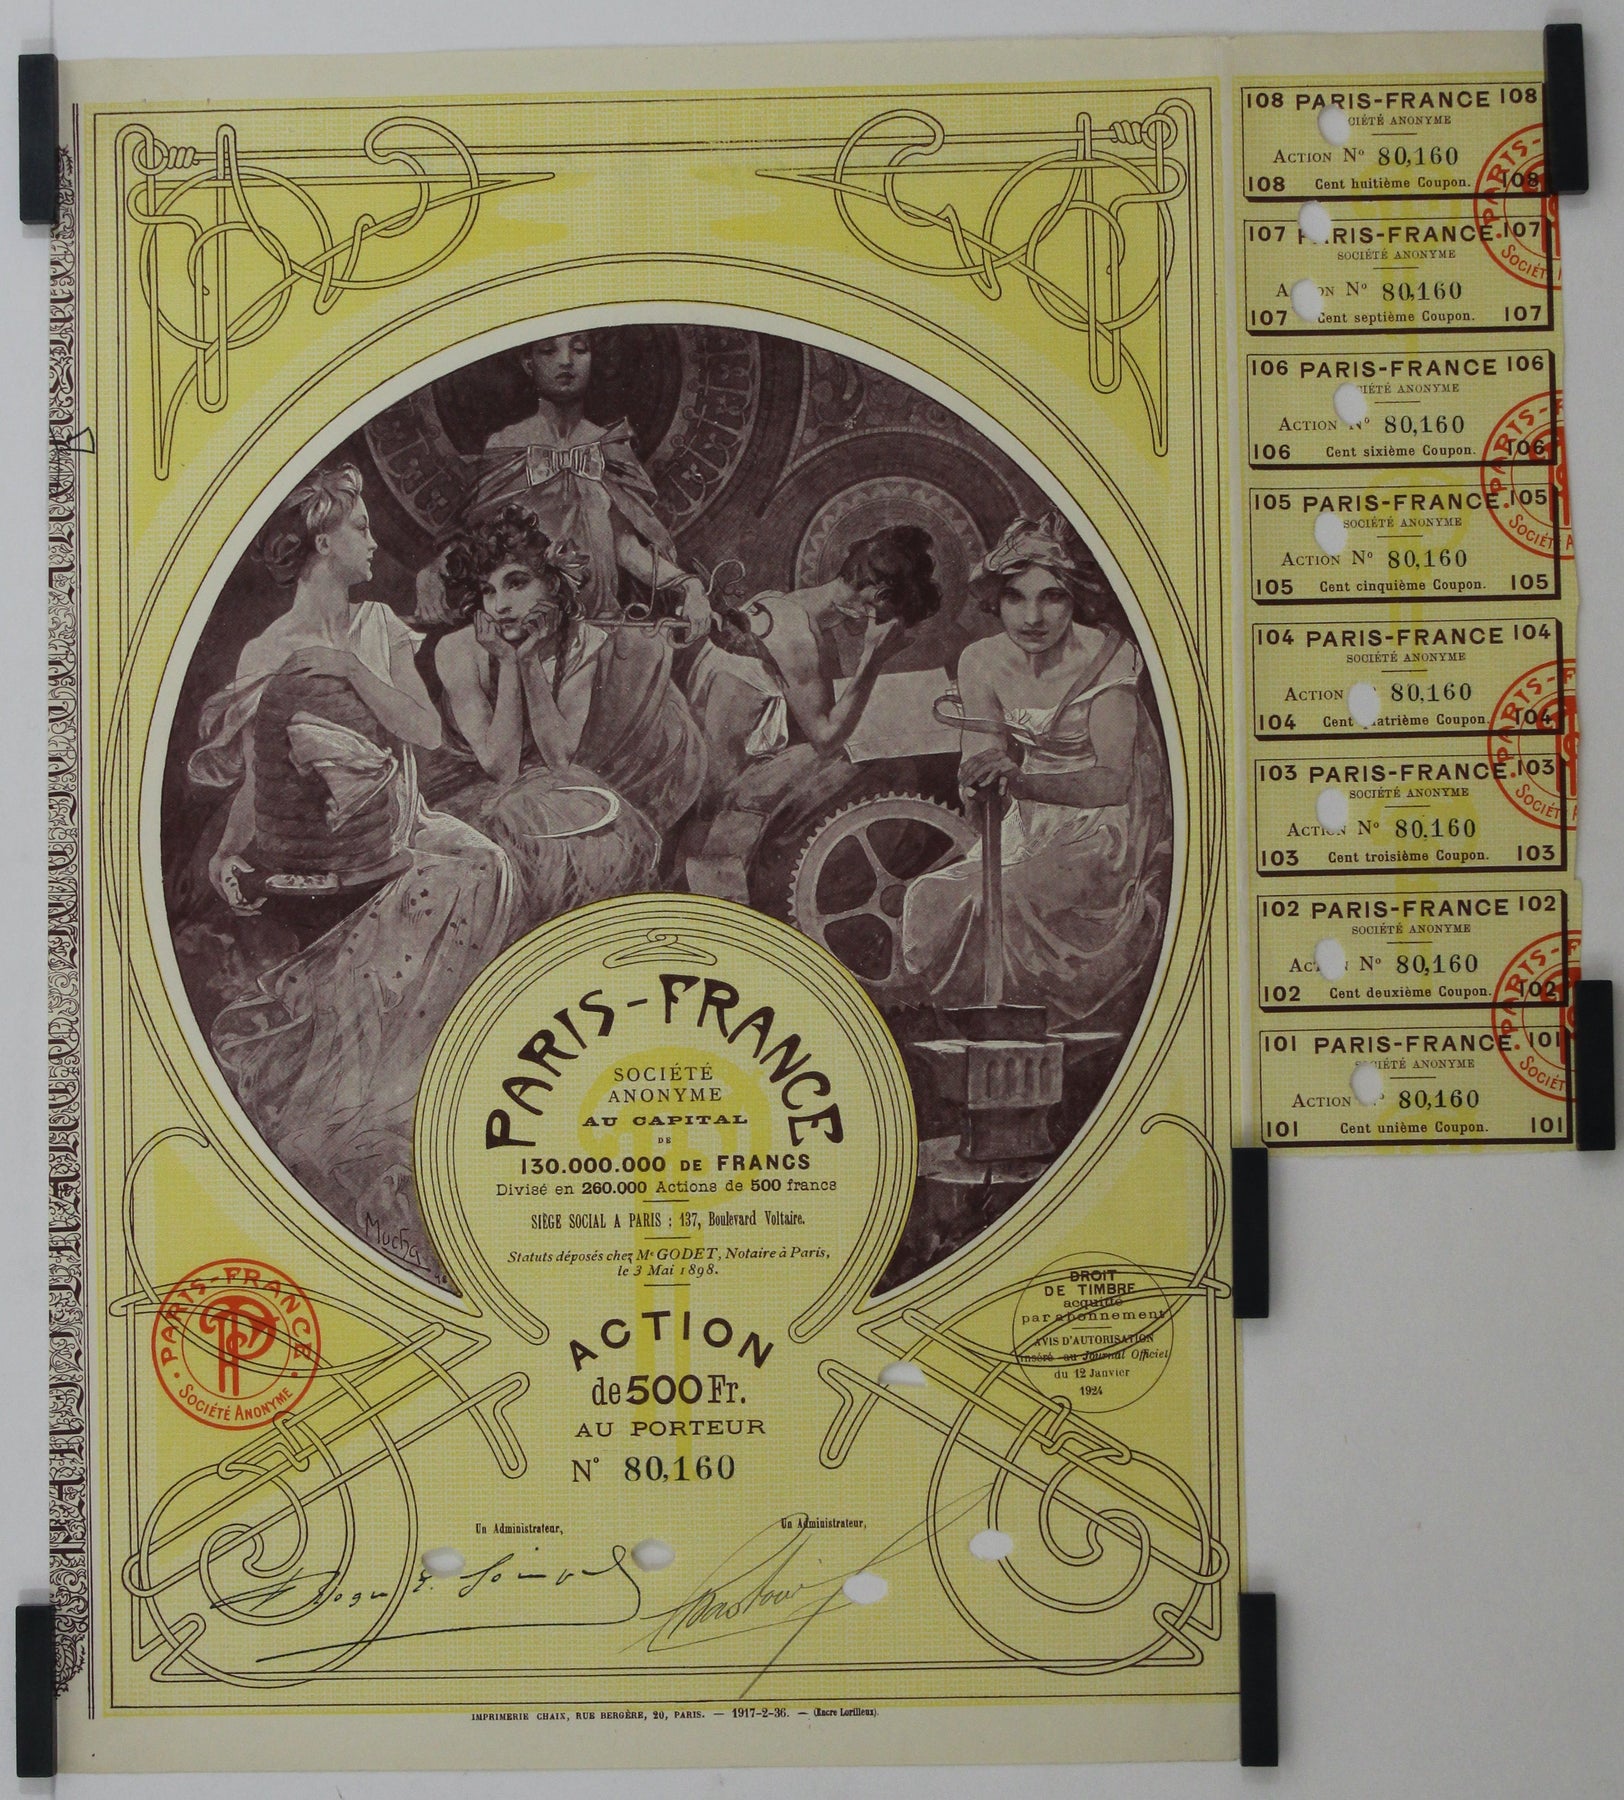 PARIS-FRANCE
SOCIÉTÉ
ANONYME
AU CAPITAL
DE
130.000.000 DE FRANCS
Divisé en 260.000 Actions de 500 francs
SIÈGE SOCIAL A PARIS : 137, Boulevard Voltaire.
Statuts déposés chez Me GODET, Notaire à Paris,
le 3 Mai 1898.
ACTION
de 500 Fr.
AU PORTEUR
N° 80,160
Un Administrateur,
Un Administrateur,
Mucha
PARIS-FRANCE
SOCIÉTÉ ANONYME
DROIT
DE TIMBRE
acquitté
par abonnement
AVIS D'AUTORISATION
inséré au Journal Officiel
du 12 Janvier
1924
IMPRIMERIE CHAIX, RUE BERGÈRE, 20, PARIS. — 1917-2-36. — (Encre Lorilleux).
108 PARIS-FRANCE 108
CIÉTÉ ANONYME
ACTION N° 80,160
108 Cent huitième Coupon. 108
107 RIS-FRANCE 107
SOCIÉTÉ ANONYME
A ON N° 80,160
107 Cent septième Coupon. 107
106 PARIS-FRANCE 106
CIÉTÉ ANONYME
ACTION N° 80,160
106 Cent sixième Coupon. 106
105 PARIS-FRANCE 105
SOCIÉTÉ ANONYME
ACTION N° 80,160
105 Cent cinquième Coupon. 105
104 PARIS-FRANCE 104
SOCIÉTÉ ANONYME
ACTION 80,160
104 Cent uatrième Coupon. 104
103 PARIS-FRANCE 103
SOCIÉTÉ ANONYME
ACTION N° 80,160
103 Cent troisième Coupon. 103
102 PARIS-FRANCE 102
SOCIÉTÉ ANONYME
AC N° 80,160
102 Cent deuxième Coupon. 102
101 PARIS-FRANCE 101
IÉTÉ ANONYME
ACTION 80,160
101 Cent unième Coupon. 101